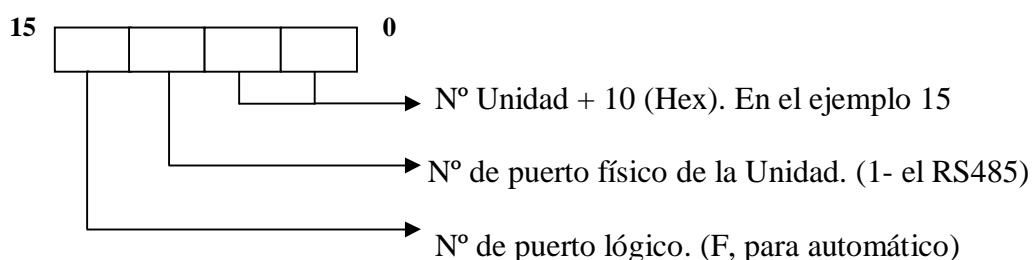 15 0
Nº Unidad + 10 (Hex). En el ejemplo 15
Nº de puerto físico de la Unidad. (1- el RS485)
Nº de puerto lógico. (F, para automático)